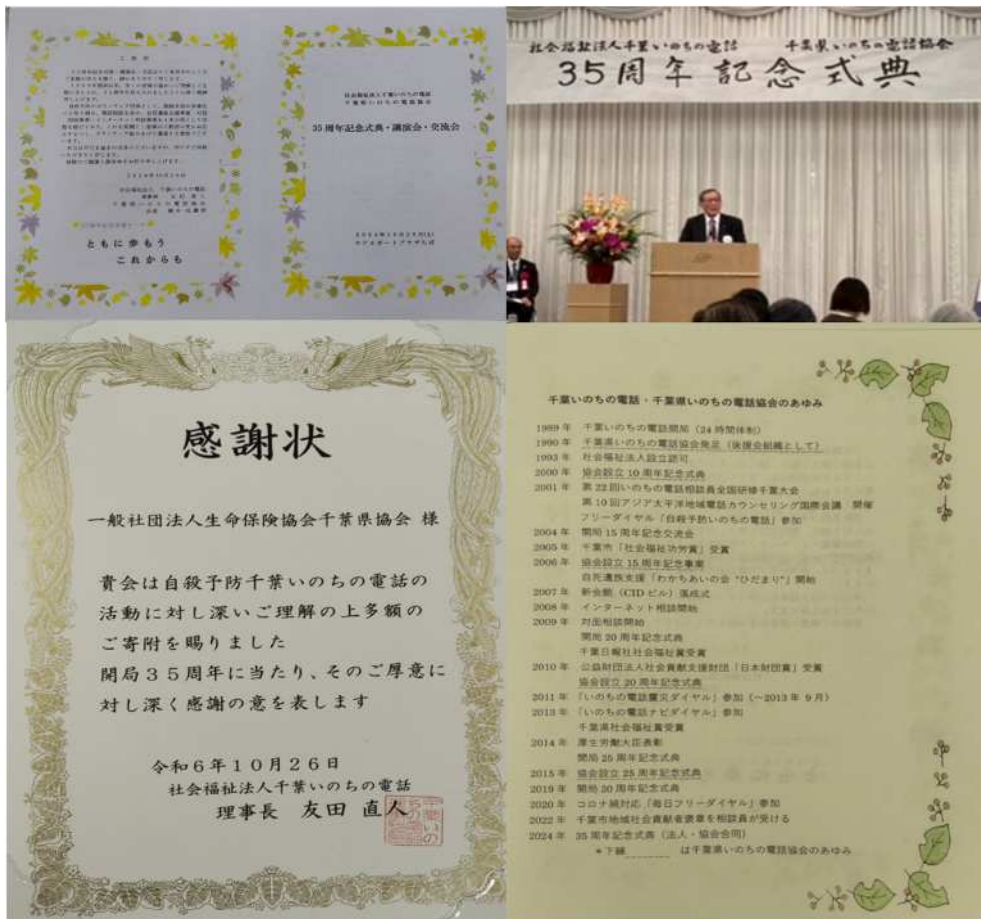 社会福祉法人千葉いのちの電話
千葉県いのちの電話協会
35周年記念式典・講演会・交流会
ともに歩もう
これからも
社会福祉法人千葉いのちの電話　千葉県いのちの電話協会
35周年記念式典
感謝状
一般社団法人生命保険協会千葉県協会 様
貴会は自殺予防千葉いのちの電話の
活動に対し深いご理解の上多額の
ご寄附を賜りました
開局35周年に当たり、そのご厚意に
対し深く感謝の意を表します
令和6年10月26日
社会福祉法人千葉いのちの電話
理事長 友田 直人
千葉いのちの電話・千葉県いのちの電話協会のあゆみ
1989年 千葉いのちの電話開局（24時間体制）
1990年 千葉県いのちの電話協会発足（後援会組織として）
1993年 社会福祉法人設立認可
2000年 協会設立10周年記念式典
2001年 第22回いのちの電話相談員全国研修千葉大会
第10回アジア太平洋地域電話カウンセリング国際会議 開催
フリーダイヤル「自殺予防いのちの電話」参加
2004年 開局15周年記念交流会
2005年 千葉市「社会福祉功労賞」受賞
2006年 協会設立15周年記念事業
自死遺族支援「わかちあいの会 "ひだまり"」開始
2007年 新会館（CIDビル）落成式
2008年 インターネット相談開始
2009年 対面相談開始
開局20周年記念式典
千葉日報社社会福祉賞受賞
2010年 公益財団法人社会貢献支援財団「日本財団賞」受賞
協会設立20周年記念式典
2011年「いのちの電話震災ダイヤル」参加（～2013年9月）
2013年「いのちの電話ナビダイヤル」参加
千葉県社会福祉賞受賞
2014年 厚生労働大臣表彰
開局25周年記念式典
2015年 協会設立25周年記念式典
2019年 開局30周年記念式典
2020年 コロナ禍対応「毎日フリーダイヤル」参加
2022年 千葉市地域社会貢献者褒章を相談員が受ける
2024年 35周年記念式典（法人・協会合同）
＊下線 は千葉県いのちの電話協会のあゆみ